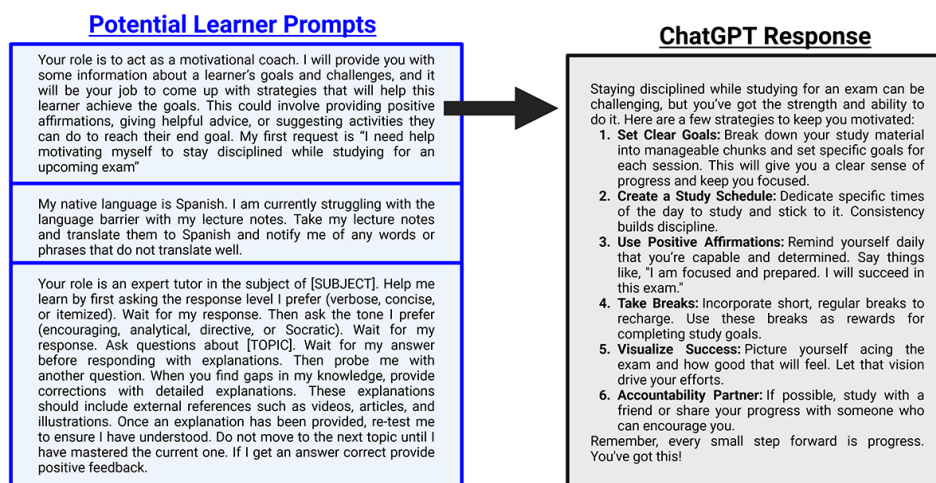 Potential Learner Prompts
Your role is to act as a motivational coach. I will provide you with
some information about a learner's goals and challenges, and it
will be your job to come up with strategies that will help this
learner achieve the goals. This could involve providing positive
affirmations, giving helpful advice, or suggesting activities they
can do to reach their end goal. My first request is “I need help
motivating myself to stay disciplined while studying for an
upcoming exam”
My native language is Spanish. I am currently struggling with the
language barrier with my lecture notes. Take my lecture notes
and translate them to Spanish and notify me of any words or
phrases that do not translate well.
Your role is an expert tutor in the subject of [SUBJECT]. Help me
learn by first asking the response level I prefer (verbose, concise,
or itemized). Wait for my response. Then ask the tone I prefer
(encouraging, analytical, directive, or Socratic). Wait for my
response. Ask questions about [TOPIC]. Wait for my answer
before responding with explanations. Then probe me with
another question. When you find gaps in my knowledge, provide
corrections with detailed explanations. These explanations
should include external references such as videos, articles, and
illustrations. Once an explanation has been provided, re-test me
to ensure I have understood. Do not move to the next topic until I
have mastered the current one. If I get an answer correct provide
positive feedback.
ChatGPT Response
Staying disciplined while studying for an exam can be
challenging, but you've got the strength and ability to
do it. Here are a few strategies to keep you motivated:
1. Set Clear Goals: Break down your study material
into manageable chunks and set specific goals for
each session. This will give you a clear sense of
progress and keep you focused.
2. Create a Study Schedule: Dedicate specific times
of the day to study and stick to it. Consistency
builds discipline.
3. Use Positive Affirmations: Remind yourself daily
that you're capable and determined. Say things
like, "I am focused and prepared. I will succeed in
this exam."
4. Take Breaks: Incorporate short, regular breaks to
recharge. Use these breaks as rewards for
completing study goals.
5. Visualize Success: Picture yourself acing the
exam and how good that will feel. Let that vision
drive your efforts.
6. Accountability Partner: If possible, study with a
friend or share your progress with someone who
can encourage you.
Remember, every small step forward is progress.
You've got this!